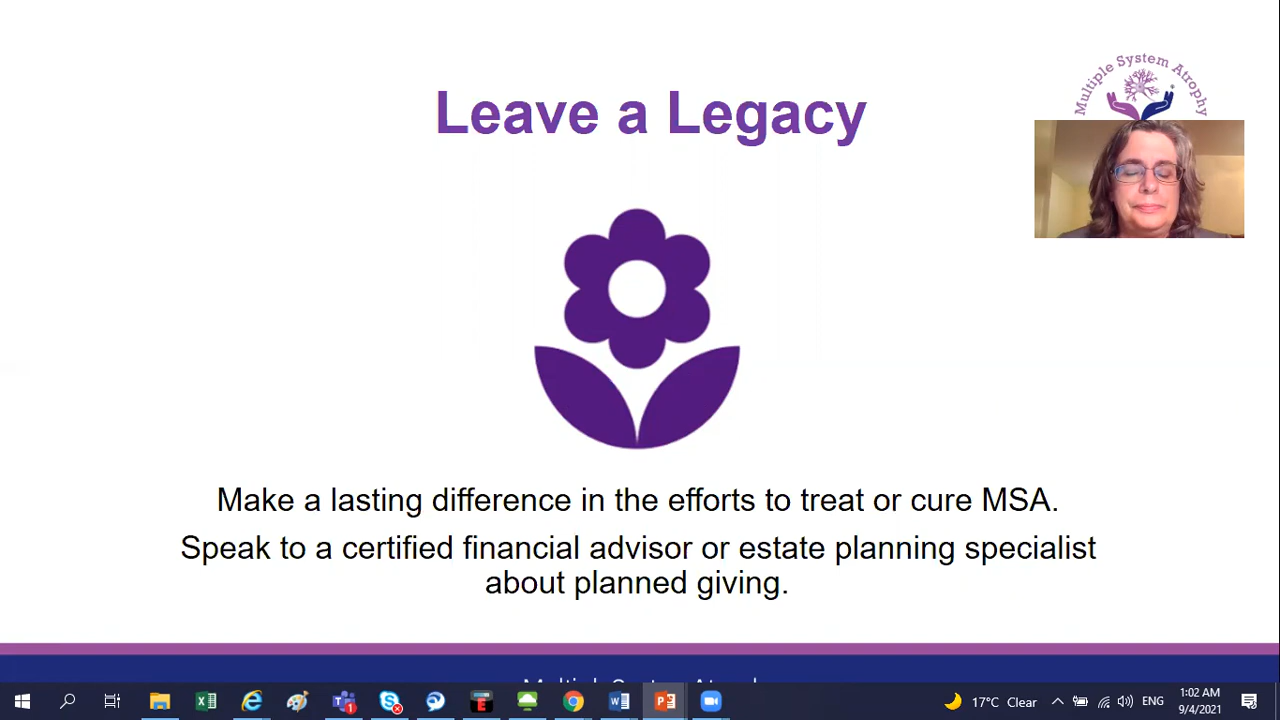 Multiple System Atrophy
Leave a Legacy
Make a lasting difference in the efforts to treat or cure MSA.
Speak to a certified financial advisor or estate planning specialist
about planned giving.
17°C Clear
ENG
1:02 AM
9/4/2021